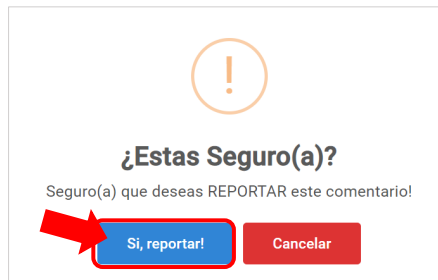 !
¿Estas Seguro(a)?
Seguro(a) que deseas REPORTAR este comentario!
Si, reportar!
Cancelar